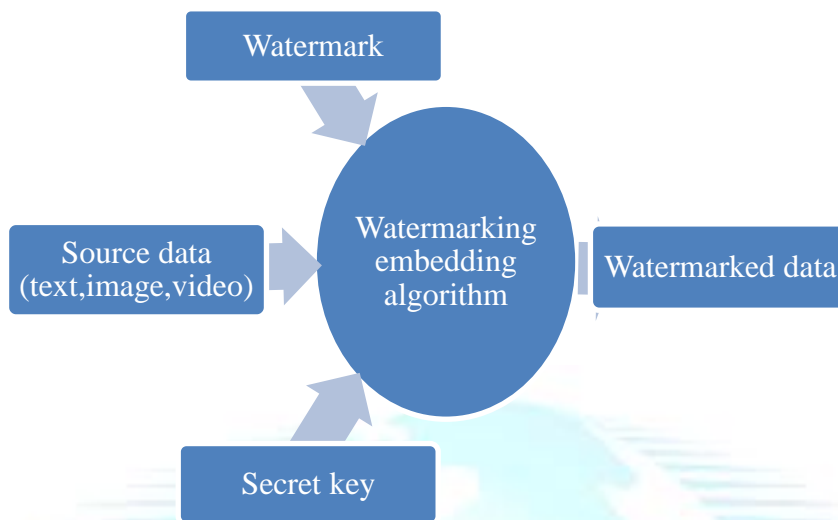 Watermark
Source data
(text,image,video)
Watermarking
embedding
algorithm
Watermarked data
Secret key